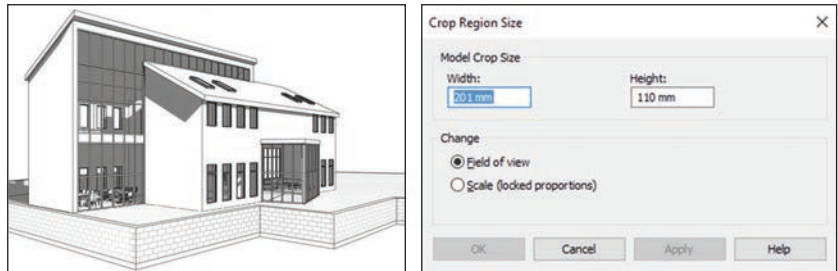 Crop Region Size
Model Crop Size
Width: Height:
201 mm 110 mm
Change
Field of view
Scale (locked proportions)
OK Cancel Apply Help